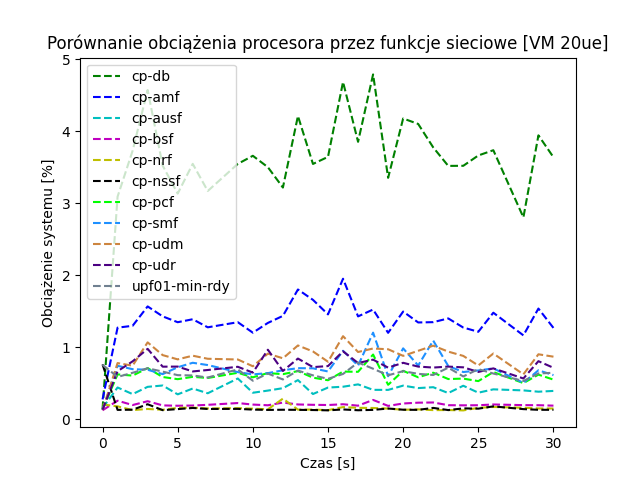 Porównanie obciążenia procesora przez funkcje sieciowe [VM 20ue]
Obciążenie systemu [%]
5
4
3
2
1
0
cp-db
cp-amf
cp-ausf
cp-bsf
cp-nrf
cp-nssf
cp-pcf
cp-smf
cp-udm
cp-udr
upf01-min-rdy
0 5 10 15 20 25 30
Czas [s]